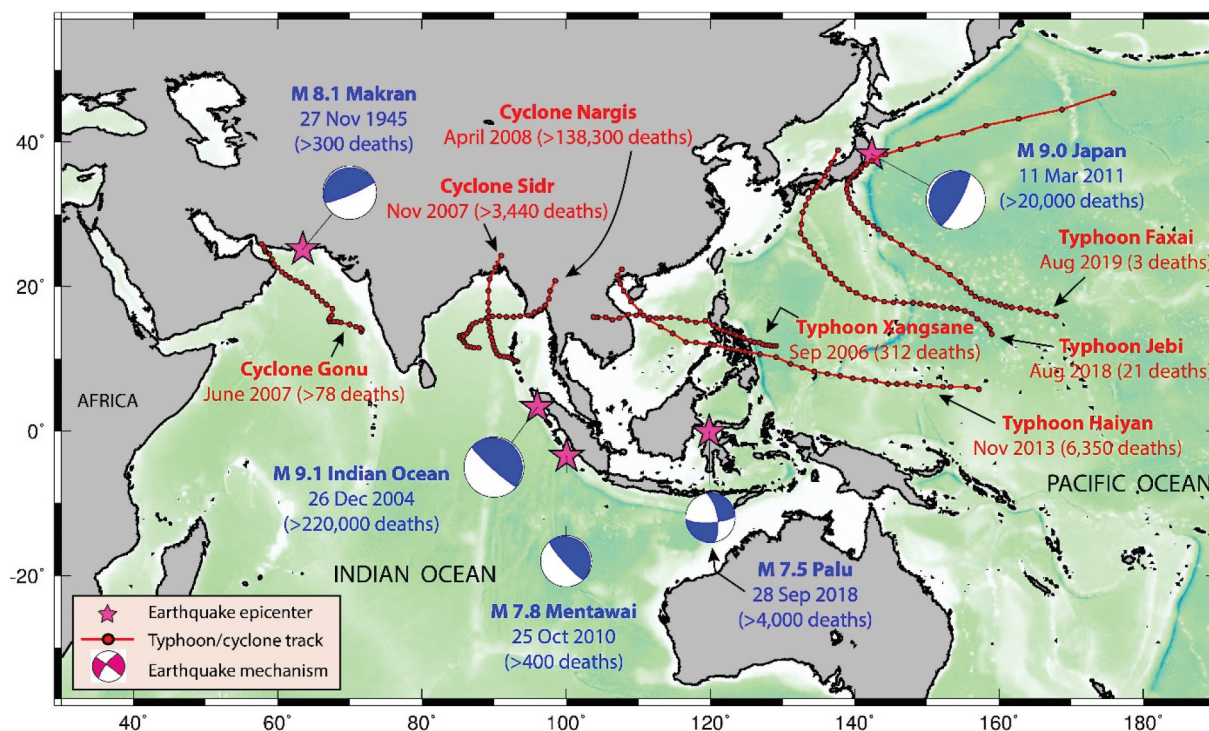 M 8.1 Makran
27 Nov 1945
(>300 deaths)
Cyclone Nargis
April 2008 (>138,300 deaths)
Cyclone Sidr
Nov 2007 (>3,440 deaths)
M 9.0 Japan
11 Mar 2011
(>20,000 deaths)
Typhoon Faxai
Aug 2019 (3 deaths)
Typhoon Xangsane
Sep 2006 (312 deaths)
Typhoon Jebi
Aug 2018 (21 deaths)
Cyclone Gonu
June 2007 (>78 deaths)
AFRICA
Typhoon Haiyan
Nov 2013 (6,350 deaths)
PACIFIC OCEAN
M 9.1 Indian Ocean
26 Dec 2004
(>220,000 deaths)
INDIAN OCEAN
M 7.5 Palu
28 Sep 2018
(>4,000 deaths)
M 7.8 Mentawai
25 Oct 2010
(>400 deaths)
Earthquake epicenter
Typhoon/cyclone track
Earthquake mechanism
40°
20°
0°
-20°
40
60
80
100
120
140
160
180